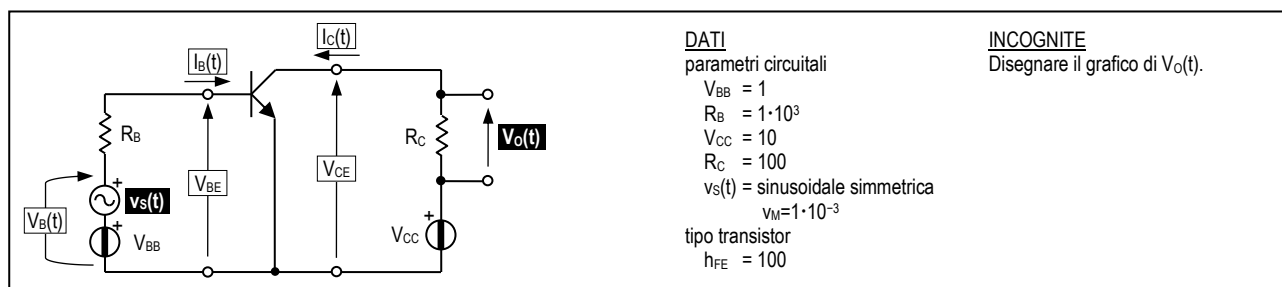 I_C(t)
I_B(t)
R_B
R_C
V_O(t)
V_BE
V_CE
+
v_S(t)
+
V_B(t)
V_BB
+
V_CC
DATI
parametri circuitali
V_BB = 1
R_B = 1·10³
V_CC = 10
R_C = 100
v_S(t) = sinusoidale simmetrica
v_M=1·10⁻³
tipo transistor
h_FE = 100
INCOGNITE
Disegnare il grafico di V_O(t).